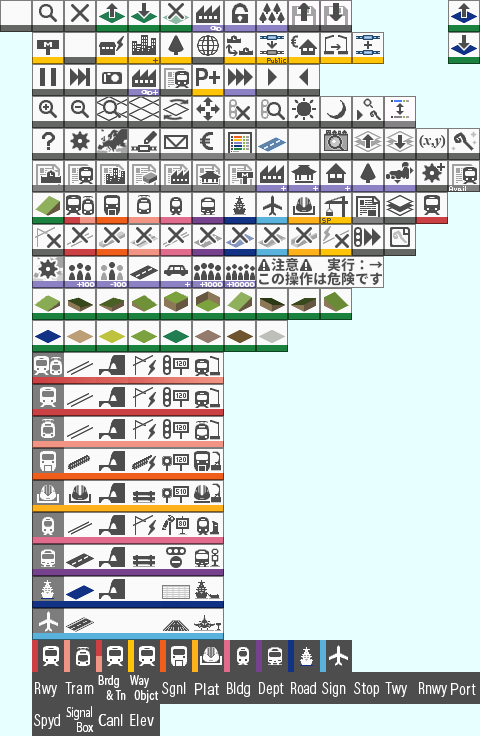 M
Public
P+
? € (x,y)
Avail
SP
+100 -100 +1000 +10000
⚠注意⚠ 実行：→
この操作は危険です
120
120
120
120
510
80
Rwy Tram Brdg & Tn Way Objct Sgnl Plat Bldg Dept Road Sign Stop Twy Rnwy Port
Spyd Signal Box Canl Elev